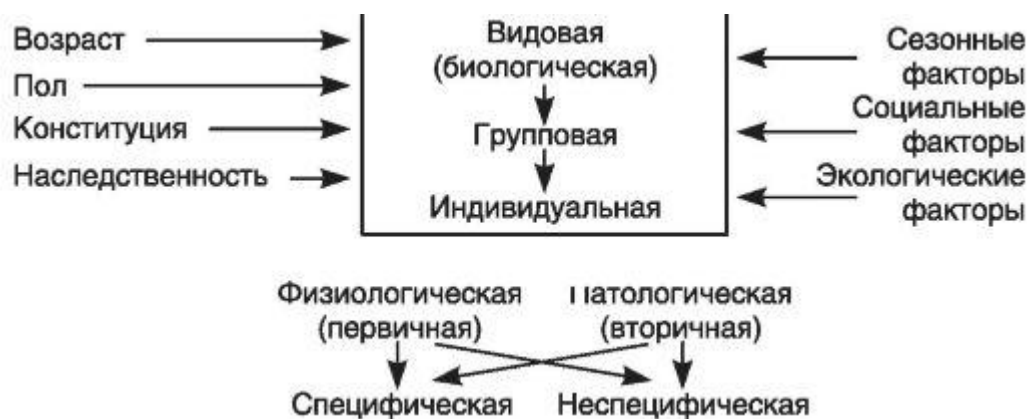 Возраст
Пол
Конституция
Наследственность
Видовая
(биологическая)
Групповая
Индивидуальная
Сезонные
факторы
Социальные
факторы
Экологические
факторы
Физиологическая
(первичная)
Патологическая
(вторичная)
Специфическая
Неспецифическая